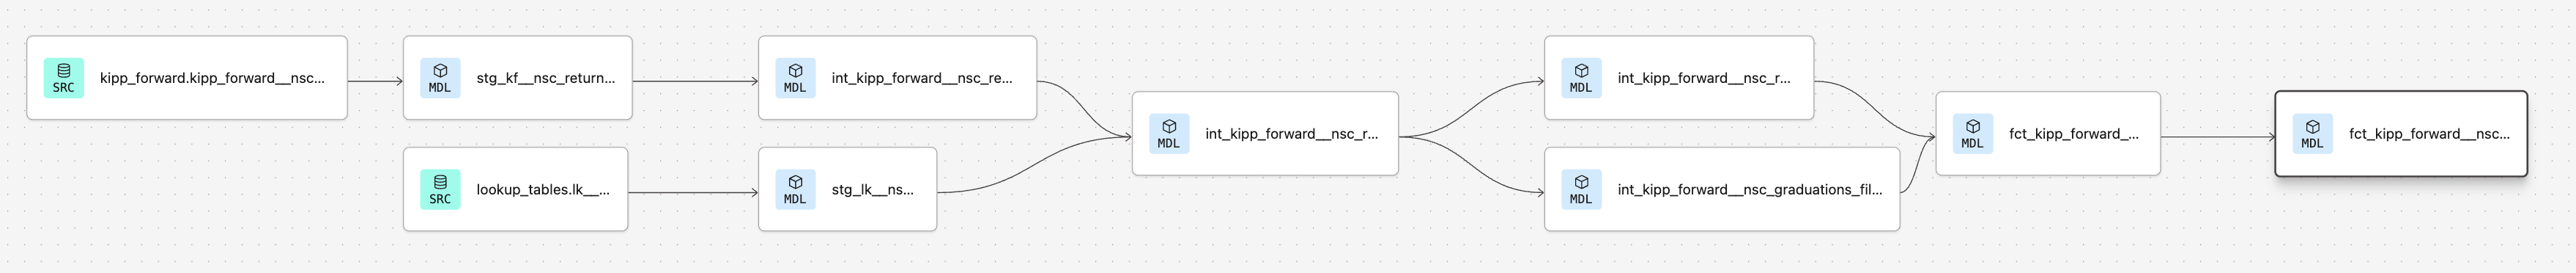 SRC kipp_forward.kipp_forward__nsc...
MDL stg_kf__nsc_return...
MDL int_kipp_forward__nsc_re...
MDL int_kipp_forward__nsc_r...
MDL int_kipp_forward__nsc_r...
MDL fct_kipp_forward_...
MDL fct_kipp_forward__nsc...
SRC lookup_tables.lk__...
MDL stg_lk__ns...
MDL int_kipp_forward__nsc_graduations_fil...